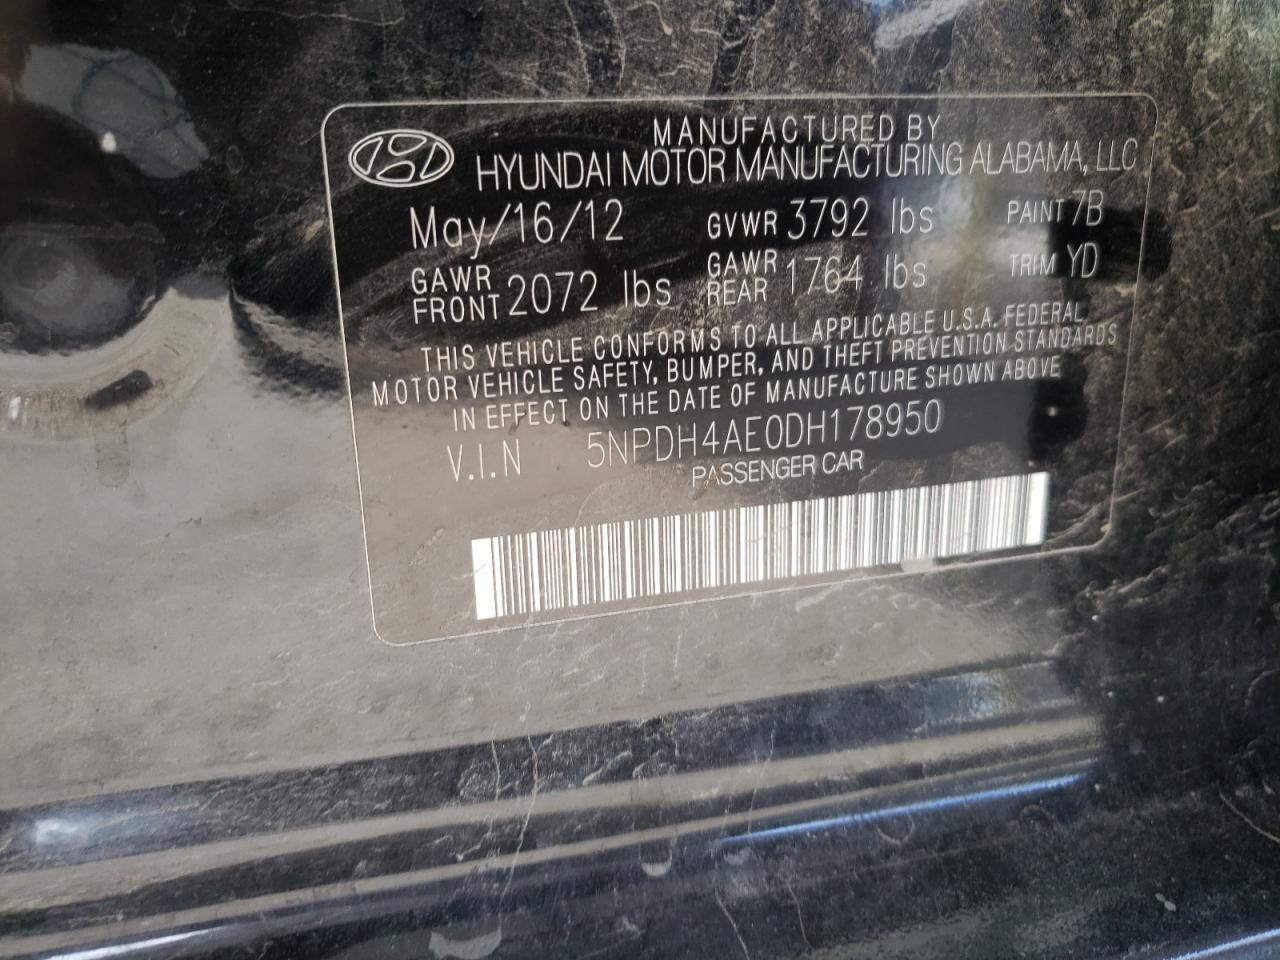 MANUFACTURED BY
HYUNDAI MOTOR MANUFACTURING ALABAMA, LLC
May/16/12 GVWR 3792 lbs PAINT 7B
GAWR FRONT 2072 lbs GAWR REAR 1764 lbs TRIM YD
THIS VEHICLE CONFORMS TO ALL APPLICABLE U.S.A. FEDERAL
MOTOR VEHICLE SAFETY, BUMPER, AND THEFT PREVENTION STANDARDS
IN EFFECT ON THE DATE OF MANUFACTURE SHOWN ABOVE
V.I.N 5NPDH4AE0DH178950
PASSENGER CAR